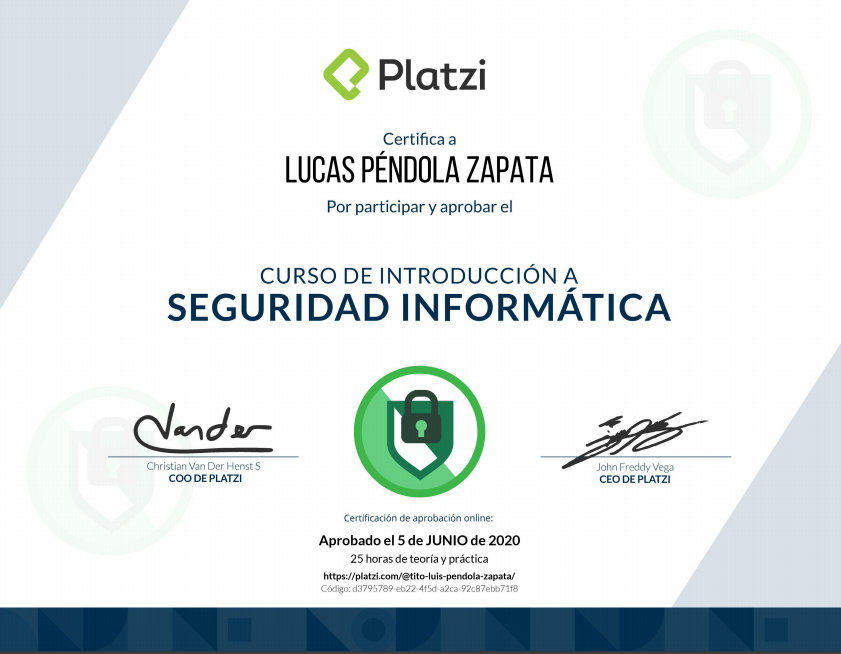 Platzi
Certifica a
LUCAS PÉNDOLA ZAPATA
Por participar y aprobar el
CURSO DE INTRODUCCIÓN A
SEGURIDAD INFORMÁTICA
Vander
Christian Van Der Henst S
COO DE PLATZI
John Freddy Vega
CEO DE PLATZI
Certificación de aprobación online:
Aprobado el 5 de JUNIO de 2020
25 horas de teoría y práctica
https://platzi.com/@tito-luis-pendola-zapata/
Código: d3795789-eb22-4f5d-a2ca-92c87ebb71f8